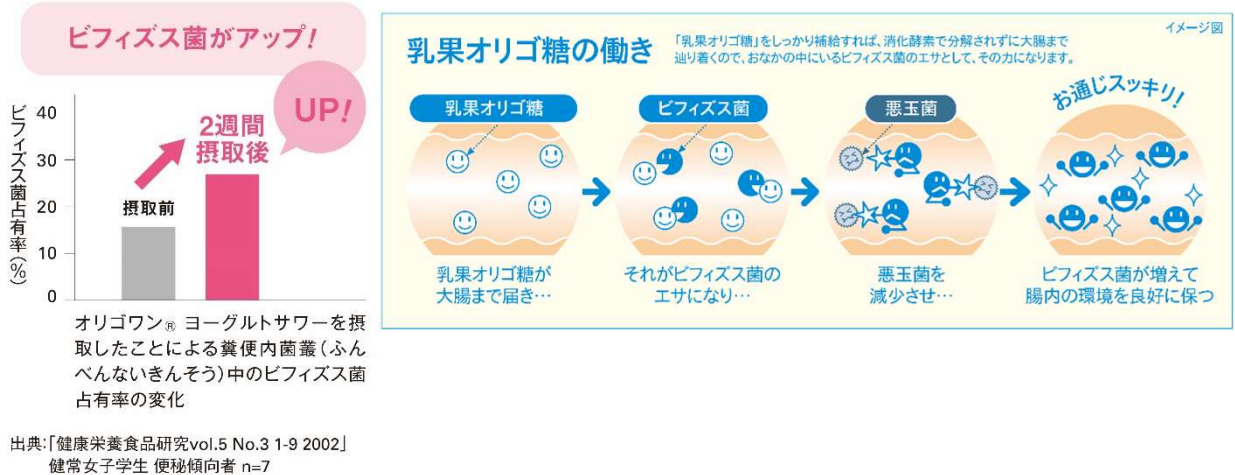 ビフィズス菌がアップ!
UP!
2週間
摂取後
摂取前
ビフィズス菌占有率(%)
40
30
20
10
0
オリゴワン® ヨーグルトサワーを摂
取したことによる糞便内菌叢(ふん
べんないきんそう)中のビフィズス菌
占有率の変化
出典:「健康栄養食品研究vol.5 No.3 1-9 2002」
健常女子学生 便秘傾向者 n=7
イメージ図
乳果オリゴ糖の働き
「乳果オリゴ糖」をしっかり補給すれば、消化酵素で分解されずに大腸まで
辿り着くので、おなかの中にいるビフィズス菌のエサとして、その力になります。
乳果オリゴ糖
乳果オリゴ糖が
大腸まで届き…
ビフィズス菌
それがビフィズス菌の
エサになり…
悪玉菌
悪玉菌を
減少させ…
お通じスッキリ!
ビフィズス菌が増えて
腸内の環境を良好に保つ